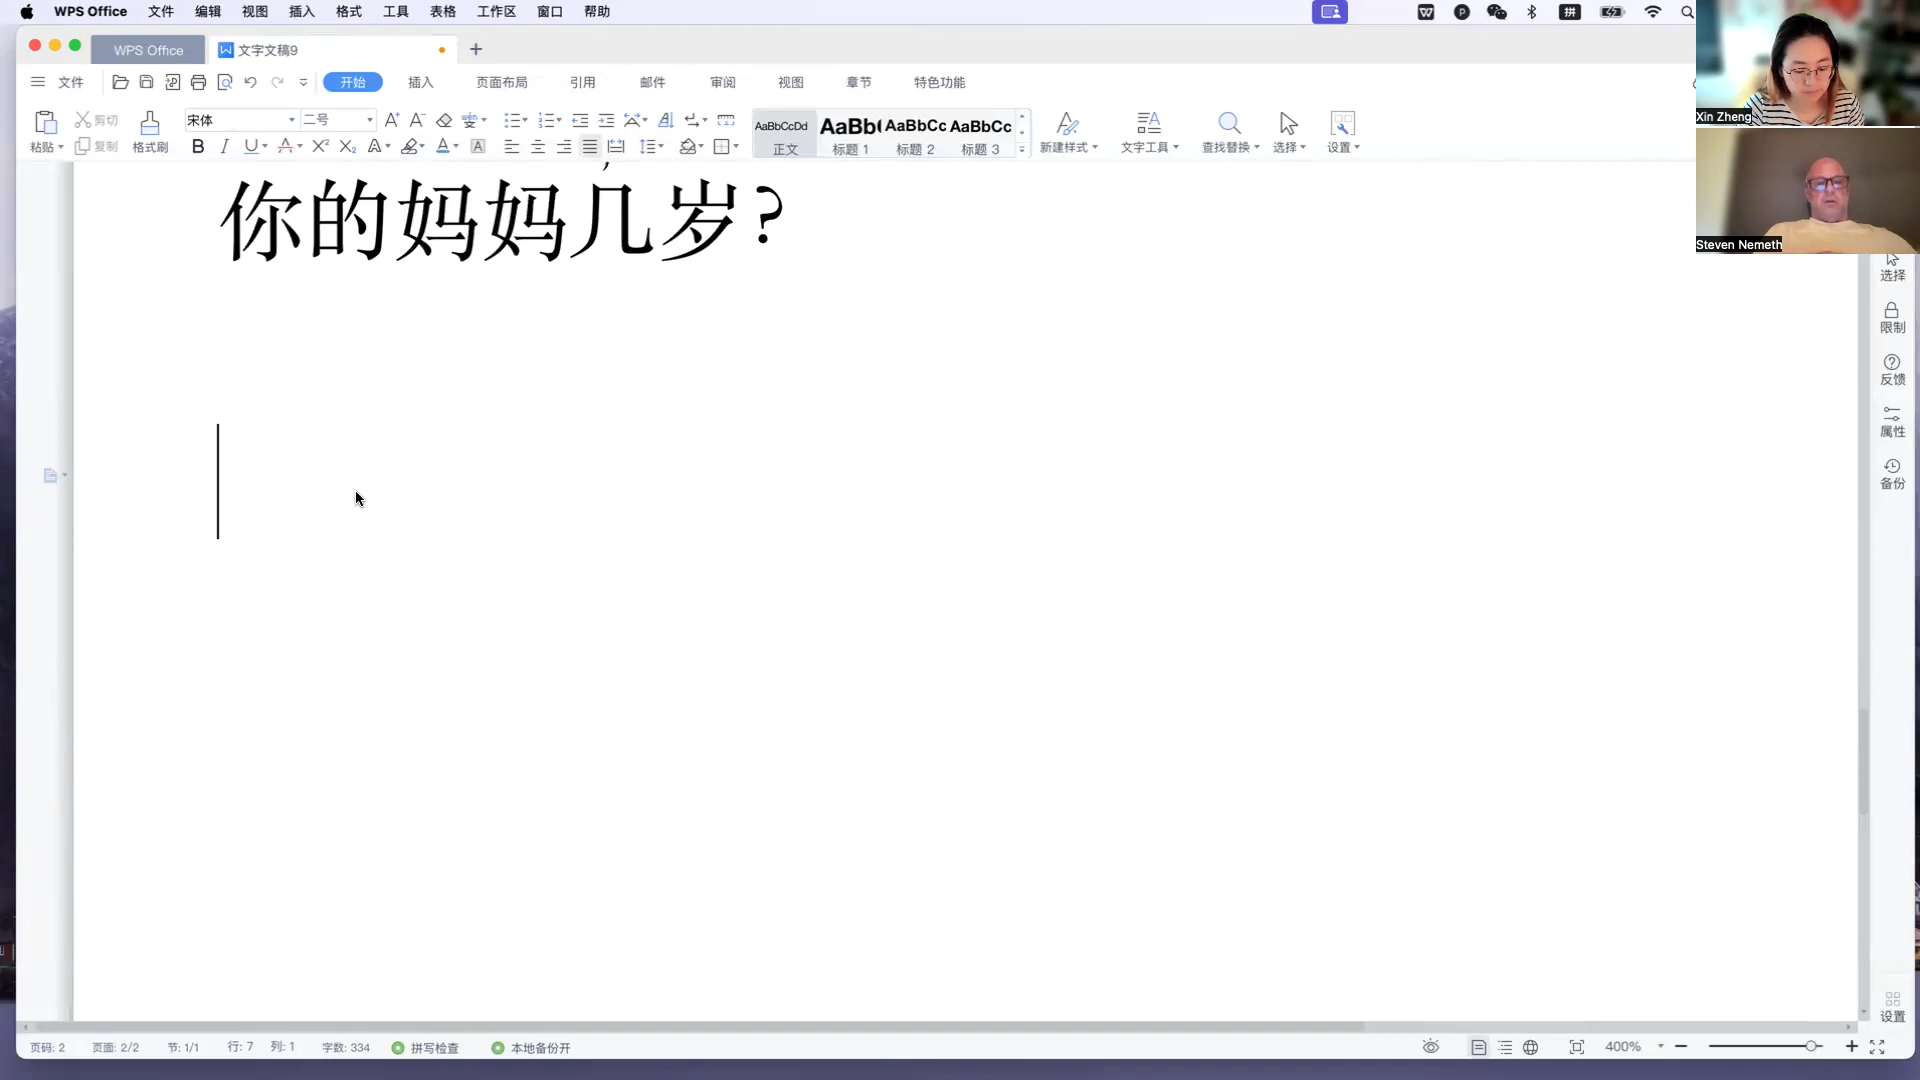 WPS Office 文件 编辑 视图 插入 格式 工具 表格 工作区 窗口 帮助
WPS Office 文字文稿9
文件 开始 插入 页面布局 引用 邮件 审阅 视图 章节 特色功能
粘贴 剪切 复制 格式刷 宋体 二号
AaBbCcDd 正文 AaBb 标题 1 AaBbCc 标题 2 AaBbCc 标题 3
新建样式 文字工具 查找替换 选择 设置
Xin Zheng
Steven Nemeth
你的妈妈几岁?
选择
限制
反馈
属性
备份
设置
页码: 2 页面: 2/2 节: 1/1 行: 7 列: 1 字数: 334 拼写检查 本地备份开 400%